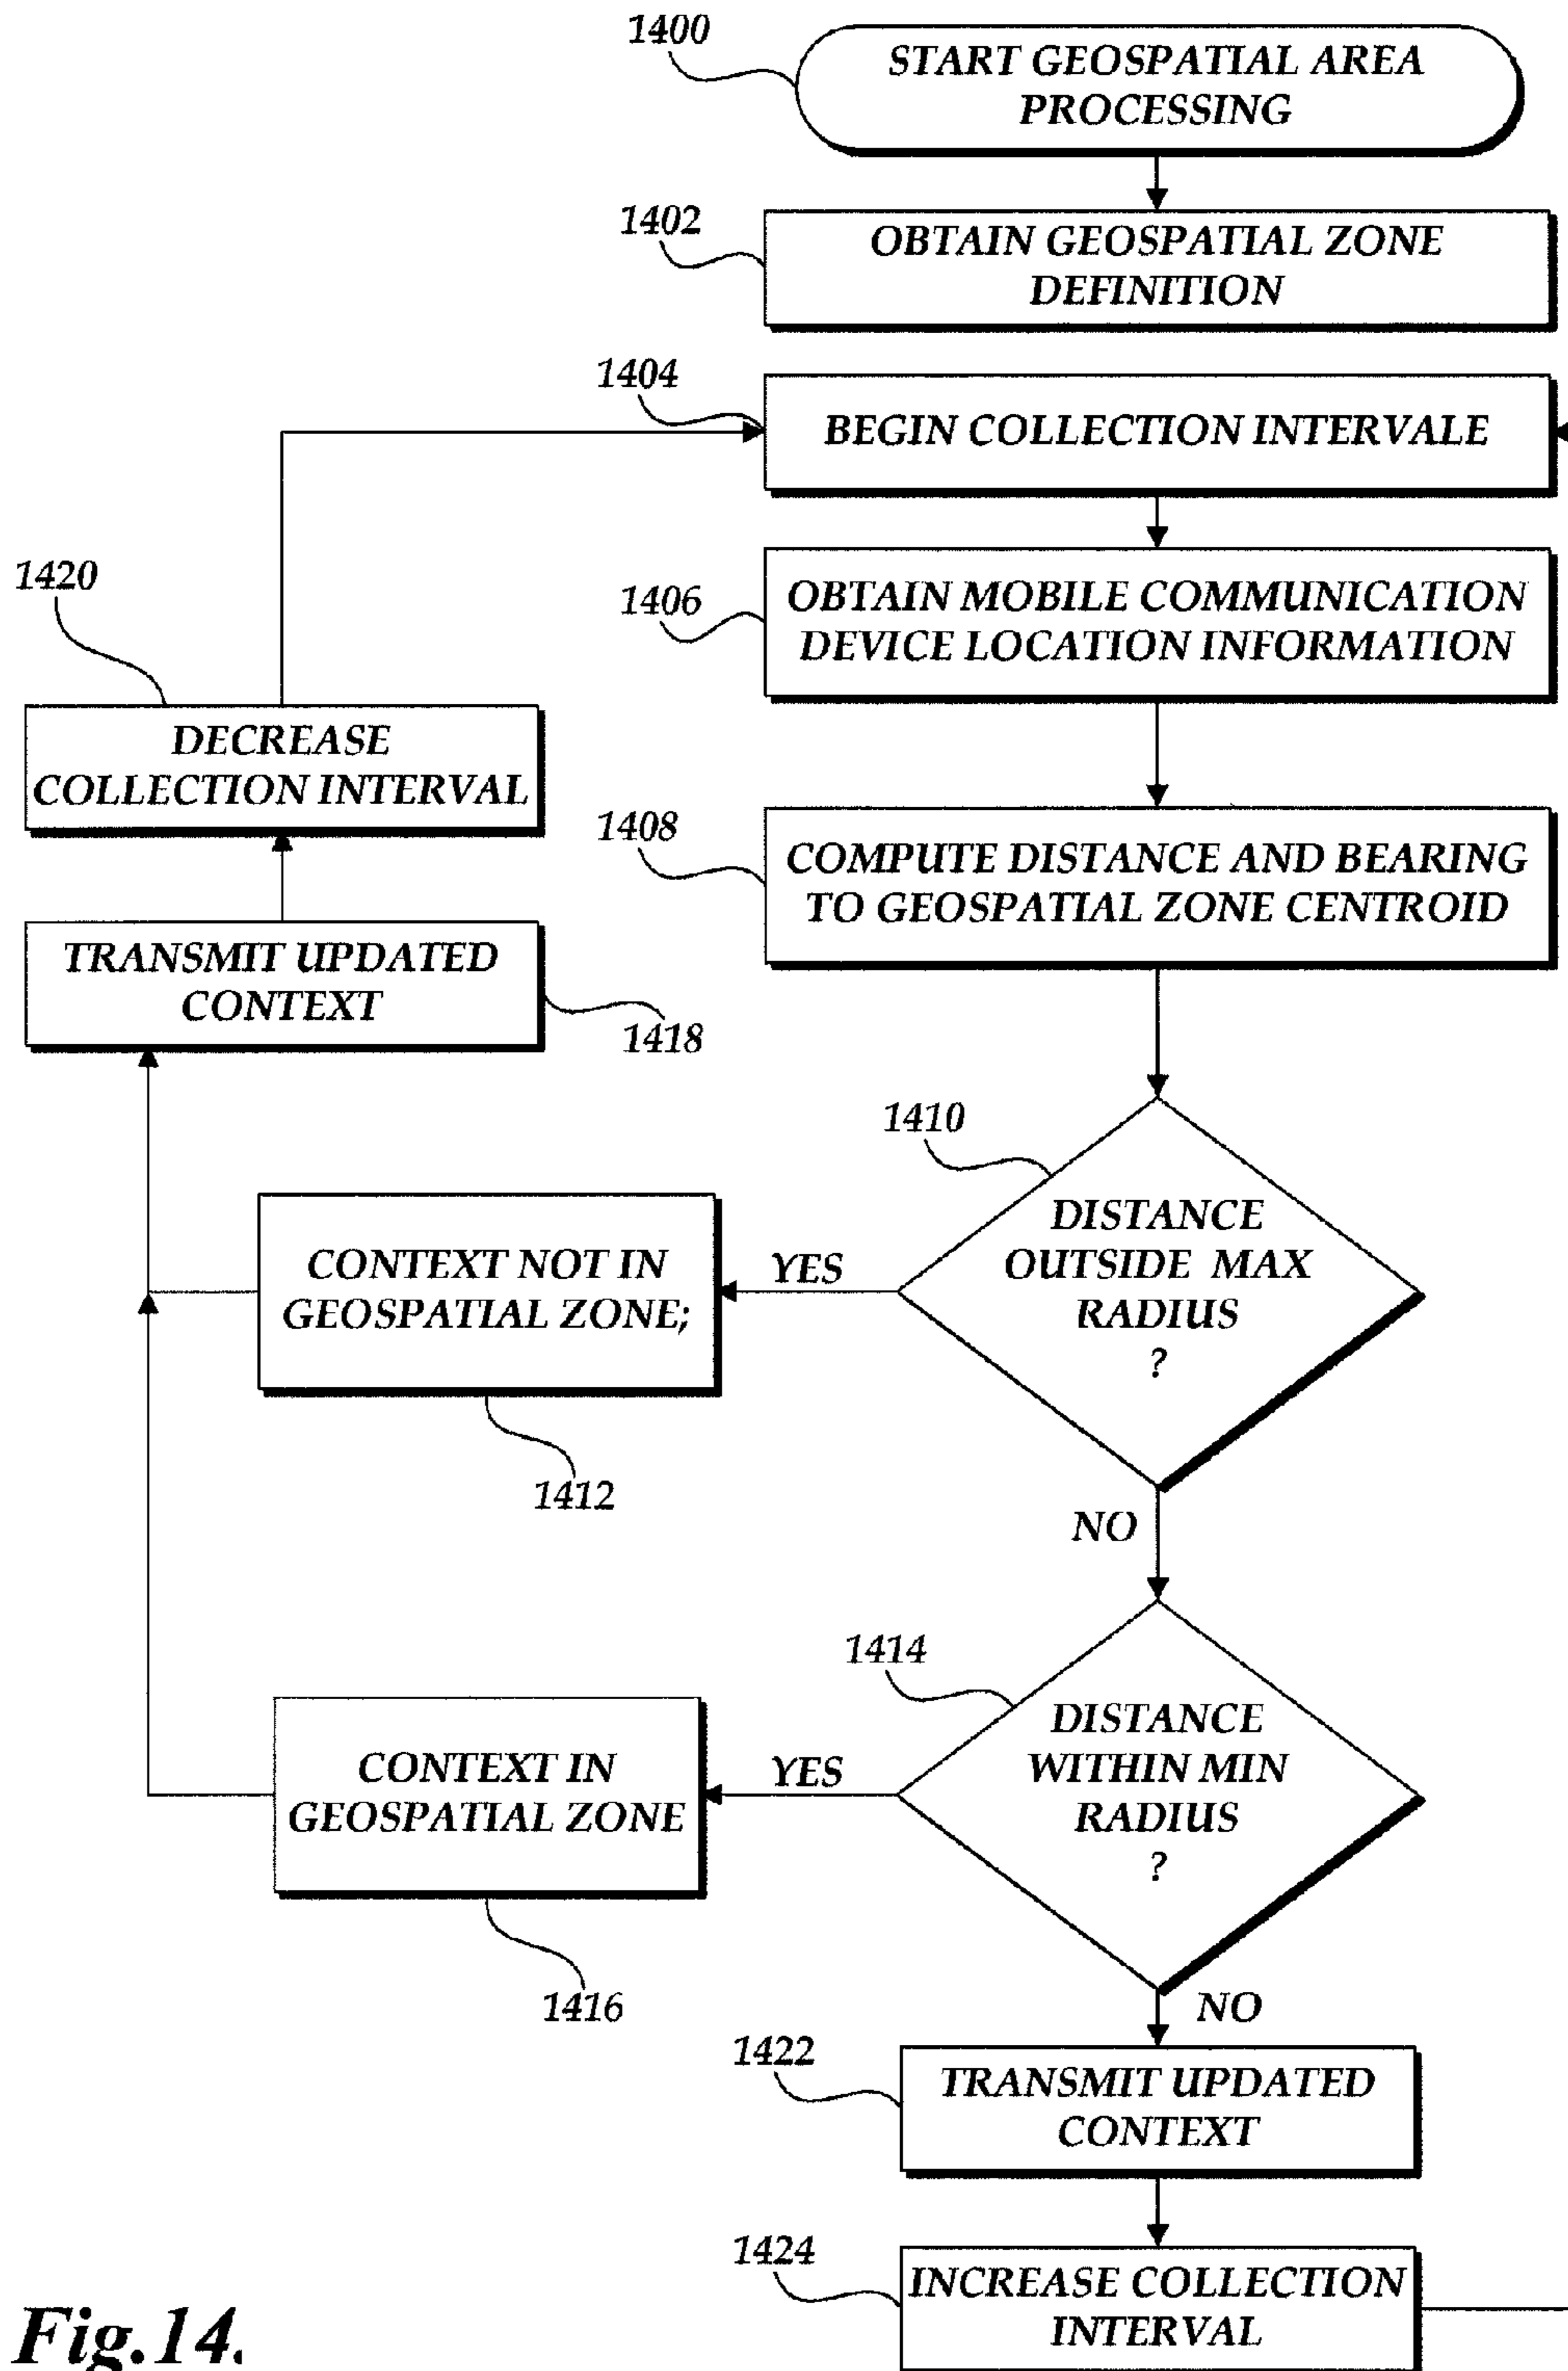 1400
START GEOSPATIAL AREA
PROCESSING
1402
OBTAIN GEOSPATIAL ZONE
DEFINITION
1404
BEGIN COLLECTION INTERVALE
1406
OBTAIN MOBILE COMMUNICATION
DEVICE LOCATION INFORMATION
1420
DECREASE
COLLECTION INTERVAL
1408
COMPUTE DISTANCE AND BEARING
TO GEOSPATIAL ZONE CENTROID
TRANSMIT UPDATED
CONTEXT
1418
1410
DISTANCE
OUTSIDE MAX
RADIUS
?
YES
CONTEXT NOT IN
GEOSPATIAL ZONE;
1412
NO
1414
DISTANCE
WITHIN MIN
RADIUS
?
YES
CONTEXT IN
GEOSPATIAL ZONE
1416
NO
1422
TRANSMIT UPDATED
CONTEXT
1424
INCREASE COLLECTION
INTERVAL
Fig.14.